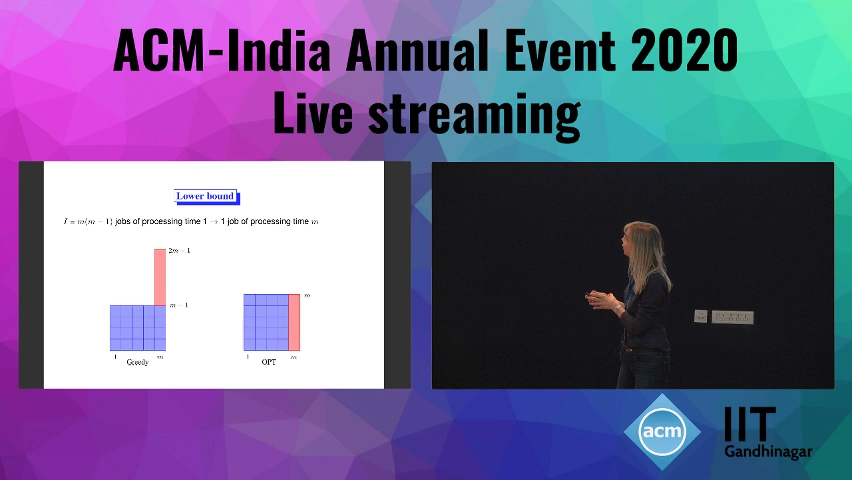 ACM-India Annual Event 2020
Live streaming
Lower bound
I = m(m − 1) jobs of processing time 1 → 1 job of processing time m
2m − 1
m
m − 1
1
m
1
m
Greedy
OPT
acm
IIT
Gandhinagar